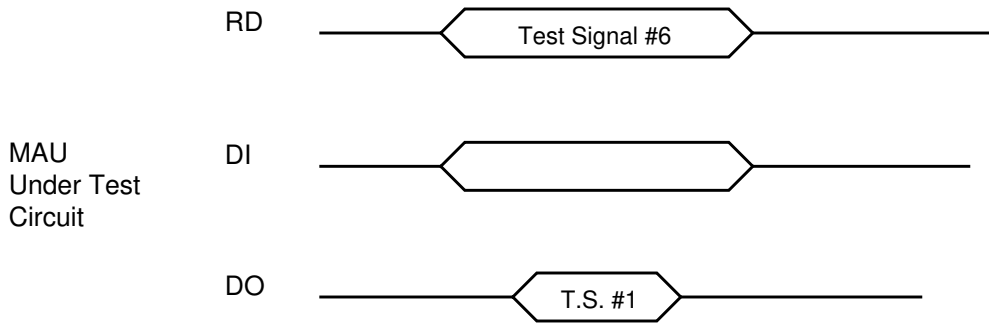 RD
Test Signal #6
MAU
Under Test
Circuit
DI
DO
T.S. #1